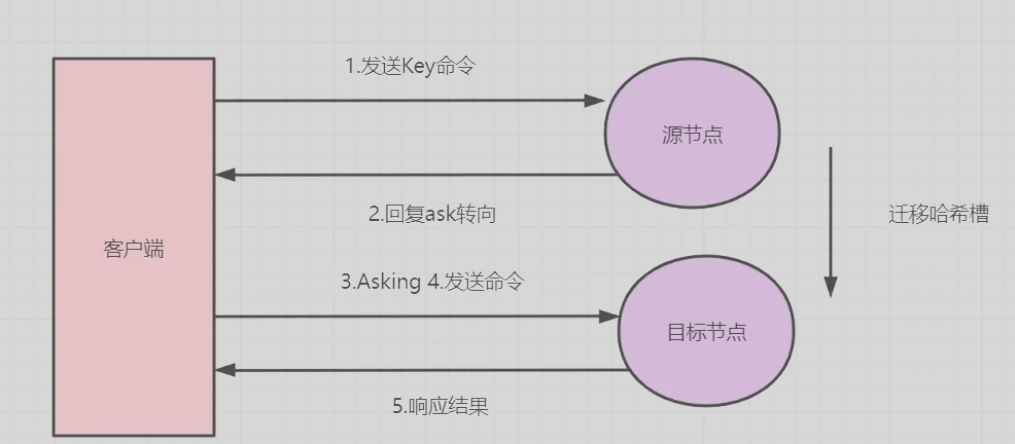 1.发送Key命令
源节点
2.回复ask转向
迁移哈希槽
客户端
3.Asking 4.发送命令
目标节点
5.响应结果